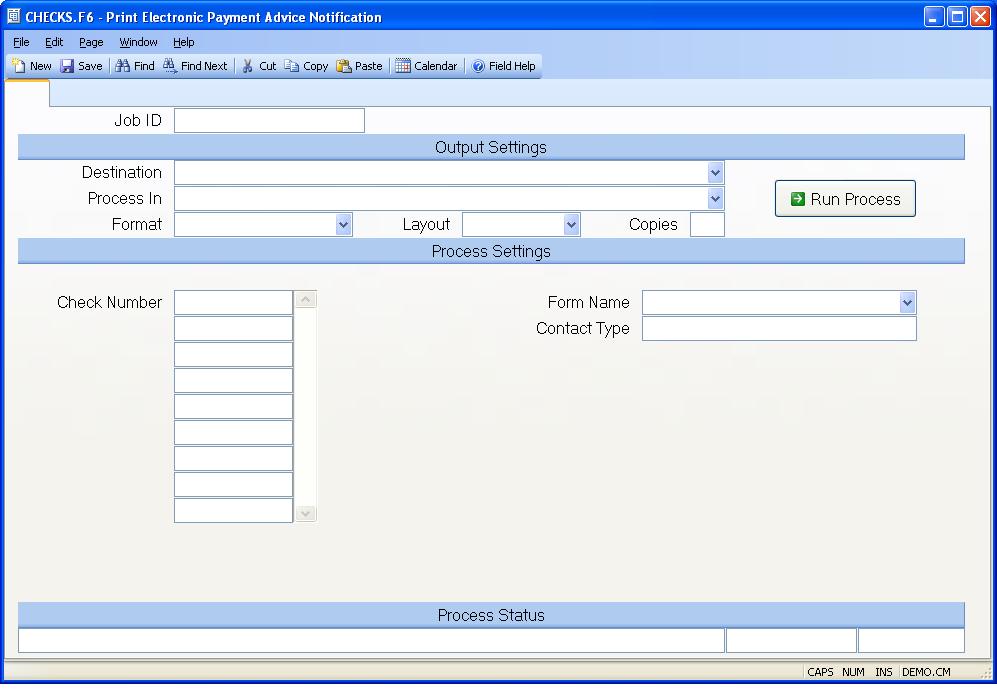 CHECKS.F6 - Print Electronic Payment Advice Notification
File Edit Page Window Help
New Save Find Find Next Cut Copy Paste Calendar Field Help
Job ID
Output Settings
Destination
Process In
Run Process
Format Layout Copies
Process Settings
Check Number Form Name
Contact Type
Process Status
CAPS NUM INS DEMO.CM